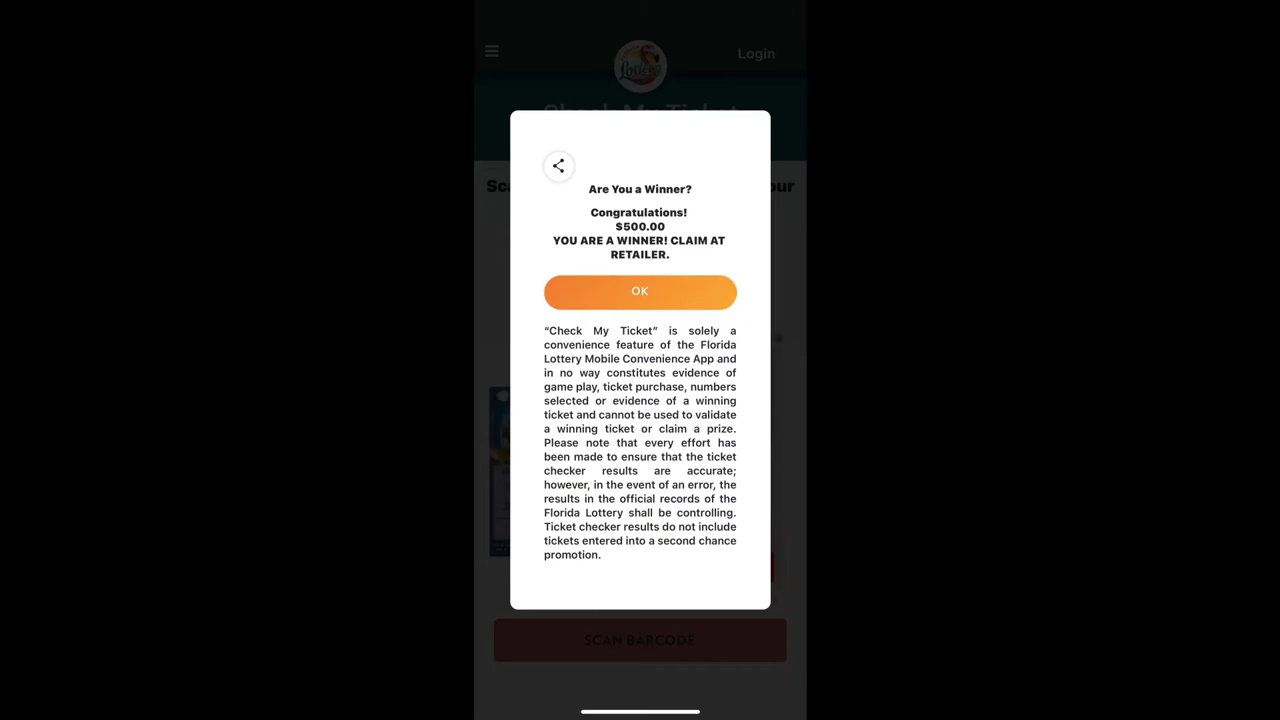 Login
Lottery
Check My Ticket
Are You a Winner?
Congratulations!
$500.00
YOU ARE A WINNER! CLAIM AT
RETAILER.
OK
“Check My Ticket” is solely a
convenience feature of the Florida
Lottery Mobile Convenience App and
in no way constitutes evidence of
game play, ticket purchase, numbers
selected or evidence of a winning
ticket and cannot be used to validate
a winning ticket or claim a prize.
Please note that every effort has
been made to ensure that the ticket
checker results are accurate;
however, in the event of an error, the
results in the official records of the
Florida Lottery shall be controlling.
Ticket checker results do not include
tickets entered into a second chance
promotion.
SCAN BARCODE